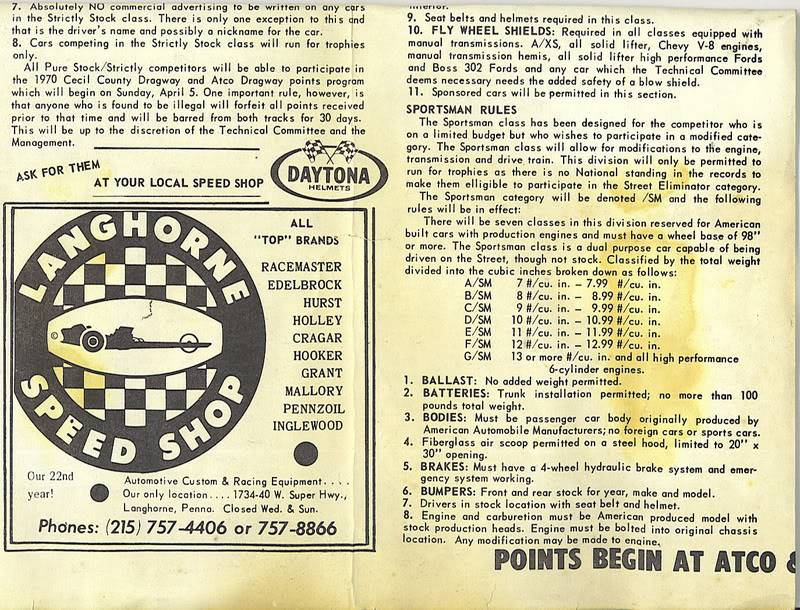 7. Absolutely NO commercial advertising to be written on any cars
in the Strictly Stock class. There is only one exception to this and
that is the driver's name and possibly a nickname for the car.
8. Cars competing in the Strictly Stock class will run for trophies
only.
All Pure Stock/Strictly competitors will be able to participate in
the 1970 Cecil County Dragway and Atco Dragway points program
which will begin on Sunday, April 5. One important rule, however, is
that anyone who is found to be illegal will forfeit all points received
prior to that time and will be barred from both tracks for 30 days.
This will be up to the discretion of the Technical Committee and the
Management.
ASK FOR THEM
AT YOUR LOCAL SPEED SHOP
DAYTONA
HELMETS
LANGHORNE
SPEED SHOP
ALL
"TOP" BRANDS
RACEMASTER
EDELBROCK
HURST
HOLLEY
CRAGAR
HOOKER
GRANT
MALLORY
PENNZOIL
INGLEWOOD
Our 22nd
year!
Automotive Custom & Racing Equipment....
Our only location.... 1734-40 W. Super Hwy.,
Langhorne, Penna. Closed Wed. & Sun.
Phones: (215) 757-4406 or 757-8866
interior.
9. Seat belts and helmets required in this class.
10. FLY WHEEL SHIELDS: Required in all classes equipped with
manual transmissions. A/XS, all solid lifter, Chevy V-8 engines,
manual transmission hemis, all solid lifter high performance Fords
and Boss 302 Fords and any car which the Technical Committee
deems necessary needs the added safety of a blow shield.
11. Sponsored cars will be permitted in this section.
SPORTSMAN RULES
The Sportsman class has been designed for the competitor who is
on a limited budget but who wishes to participate in a modified cate-
gory. The Sportsman class will allow for modifications to the engine,
transmission and drive train. This division will only be permitted to
run for trophies as there is no National standing in the records to
make them elligible to participate in the Street Eliminator category.
The Sportsman category will be denoted /SM and the following
rules will be in effect:
There will be seven classes in this division reserved for American
built cars with production engines and must have a wheel base of 98"
or more. The Sportsman class is a dual purpose car capable of being
driven on the Street, though not stock. Classified by the total weight
divided into the cubic inches broken down as follows:
A/SM 7 #/cu. in. - 7.99 #/cu. in.
B/SM 8 #/cu. in. - 8.99 #/cu. in.
C/SM 9 #/cu. in. - 9.99 #/cu. in.
D/SM 10 #/cu. in. - 10.99 #/cu. in.
E/SM 11 #/cu. in. - 11.99 #/cu. in.
F/SM 12 #/cu. in. - 12.99 #/cu. in.
G/SM 13 or more #/cu. in. and all high performance
6-cylinder engines.
1. BALLAST: No added weight permitted.
2. BATTERIES: Trunk installation permitted; no more than 100
pounds total weight.
3. BODIES: Must be passenger car body originally produced by
American Automobile Manufacturers; no foreign cars or sports cars.
4. Fiberglass air scoop permitted on a steel hood, limited to 20" x
30" opening.
5. BRAKES: Must have a 4-wheel hydraulic brake system and emer-
gency system working.
6. BUMPERS: Front and rear stock for year, make and model.
7. Drivers in stock location with seat belt and helmet.
8. Engine and carburetion must be American produced model with
stock production heads. Engine must be bolted into original chassis
location. Any modification may be made to engine.
POINTS BEGIN AT ATCO &